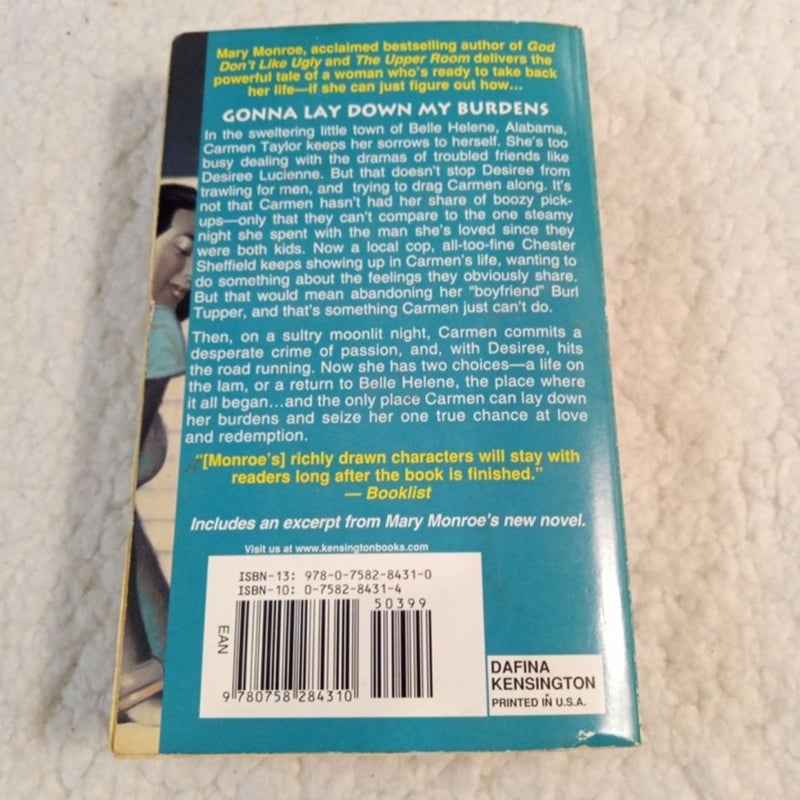 Mary Monroe, acclaimed bestselling author of God
Don't Like Ugly and The Upper Room delivers the
powerful tale of a woman who's ready to take back
her life—if she can just figure out how...
GONNA LAY DOWN MY BURDENS
In the sweltering little town of Belle Helene, Alabama,
Carmen Taylor keeps her sorrows to herself. She's too
busy dealing with the dramas of troubled friends like
Desiree Lucienne. But that doesn't stop Desiree from
trawling for men, and trying to drag Carmen along. It's
not that Carmen hasn't had her share of boozy pick-
ups—only that they can't compare to the one steamy
night she spent with the man she's loved since they
were both kids. Now a local cop, all-too-fine Chester
Sheffield keeps showing up in Carmen's life, wanting to
do something about the feelings they obviously share.
But that would mean abandoning her "boyfriend" Burl
Tupper, and that's something Carmen just can't do.
Then, on a sultry moonlit night, Carmen commits a
desperate crime of passion, and, with Desiree, hits
the road running. Now she has two choices—a life on
the lam, or a return to Belle Helene, the place where
it all began...and the only place Carmen can lay down
her burdens and seize her one true chance at love
and redemption.
"[Monroe's] richly drawn characters will stay with
readers long after the book is finished."
— Booklist
Includes an excerpt from Mary Monroe's new novel.
Visit us at www.kensingtonbooks.com
ISBN-13: 978-0-7582-8431-0
ISBN-10: 0-7582-8431-4
50399
EAN
9 780758 284310
DAFINA
KENSINGTON
PRINTED IN U.S.A.